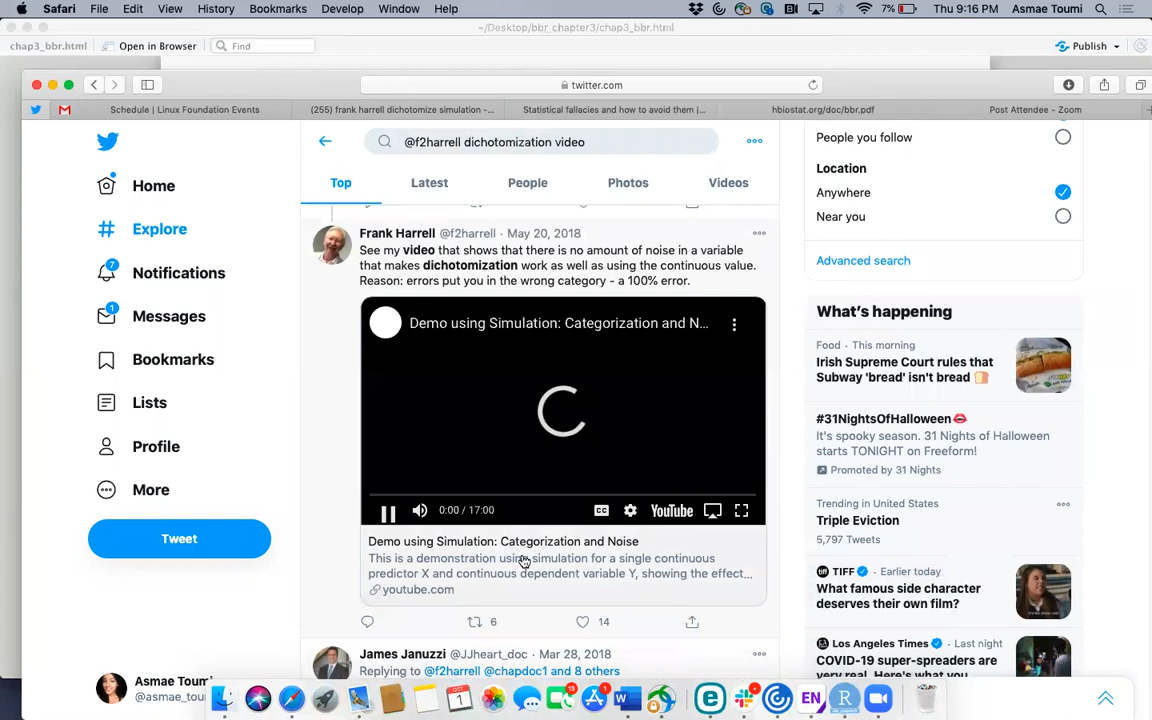 Safari File Edit View History Bookmarks Develop Window Help 7% Thu 9:16 PM Asmae Toumi
~/Desktop/bbr chapter3/chap3_bbr.html
chap3_bbr.html Open in Browser Find Publish
twitter.com
Schedule | Linux Foundation Events (255) frank harrell dichotomize simulation -... Statistical fallacies and how to avoid them |... hbiostat.org/doc/bbr.pdf Post Attendee - Zoom
@f2harrell dichotomization video
Top Latest People Photos Videos
Home
Explore
7
Notifications
1
Messages
Bookmarks
Lists
Profile
More
Tweet
Asmae Toumi
@asmae_tou
Frank Harrell @f2harrell · May 20, 2018
See my video that shows that there is no amount of noise in a variable
that makes dichotomization work as well as using the continuous value.
Reason: errors put you in the wrong category - a 100% error.
Demo using Simulation: Categorization and N...
0:00 / 17:00 CC YouTube
Demo using Simulation: Categorization and Noise
This is a demonstration using simulation for a single continuous
predictor X and continuous dependent variable Y, showing the effect...
youtube.com
6 14
James Januzzi @JJheart_doc · Mar 28, 2018
Replying to @f2harrell @chapdoc1 and 8 others
People you follow
Location
Anywhere
Near you
Advanced search
What's happening
Food · This morning
Irish Supreme Court rules that
Subway 'bread' isn't bread
#31NightsOfHalloween
It's spooky season. 31 Nights of Halloween
starts TONIGHT on Freeform!
Promoted by 31 Nights
Trending in United States
Triple Eviction
5,797 Tweets
TIFF · Earlier today
What famous side character
deserves their own film?
Los Angeles Times · Last night
COVID-19 super-spreaders are
EN R